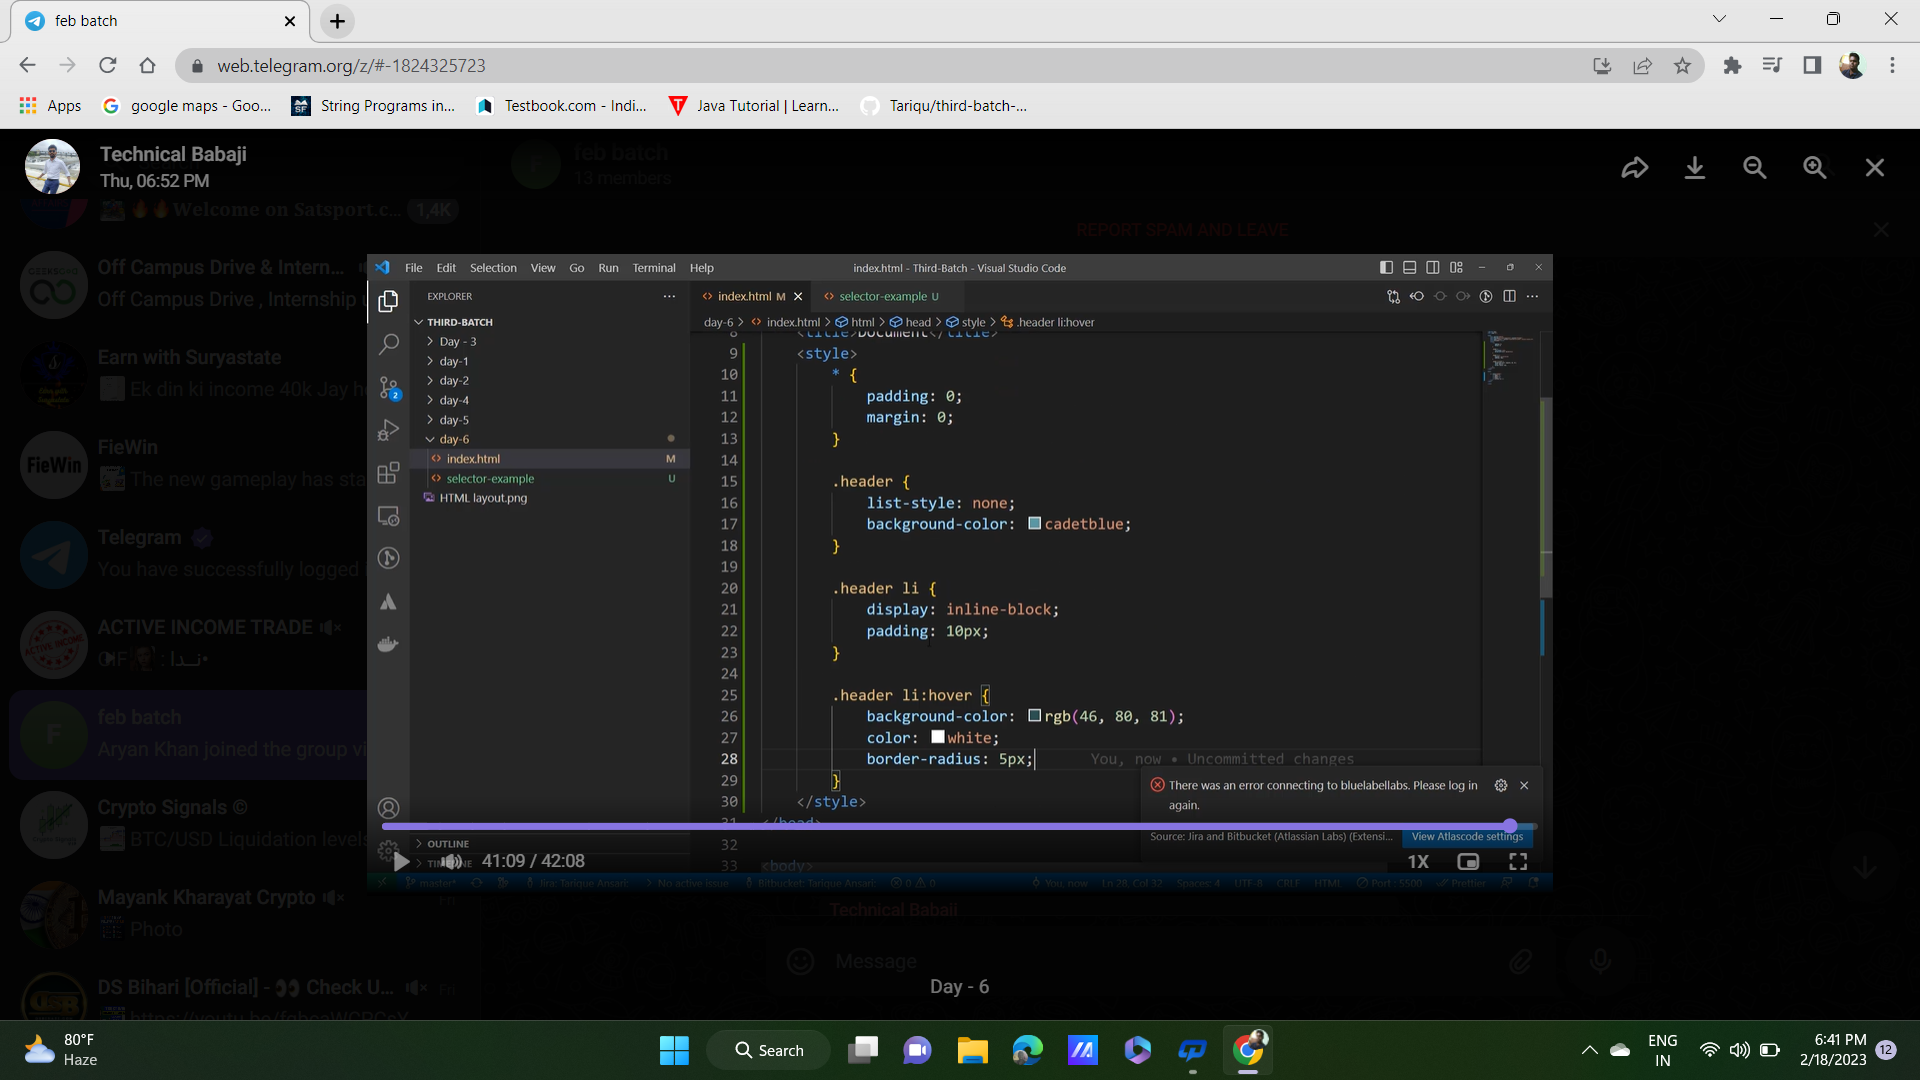 feb batch
web.telegram.org/z/#-1824325723
Apps
google maps - Goo...
String Programs in...
Testbook.com - Indi...
Java Tutorial | Learn...
Tariqu/third-batch-...
Technical Babaji
Thu, 06:52 PM
feb batch
13 members
🔥🔥Welcome on Satsport.c...
1,4K
REPORT SPAM AND LEAVE
Off Campus Drive & Intern...
Off Campus Drive , Internship
Earn with Suryastate
Ek din ki income 40k Jay h
FieWin
The new gameplay has sta
Telegram
You have successfully logged
ACTIVE INCOME TRADE
GIF
feb batch
Aryan Khan joined the group vi
Crypto Signals ©
BTC/USD Liquidation levels
Mayank Kharayat Crypto
Fri
Photo
DS Bihari [Official] - 👀 Check U...
Fri
File Edit Selection View Go Run Terminal Help
index.html - Third-Batch - Visual Studio Code
EXPLORER
THIRD-BATCH
Day - 3
day-1
day-2
day-4
day-5
day-6
index.html M
selector-example U
HTML layout.png
OUTLINE
index.html M
selector-example U
day-6 > index.html > html > head > style > .header li:hover
8 <title>Document</title>
9 <style>
10 * {
11 padding: 0;
12 margin: 0;
13 }
14
15 .header {
16 list-style: none;
17 background-color: cadetblue;
18 }
19
20 .header li {
21 display: inline-block;
22 padding: 10px;
23 }
24
25 .header li:hover {
26 background-color: rgb(46, 80, 81);
27 color: white;
28 border-radius: 5px; You, now • Uncommitted changes
29 }
30 </style>
31 </head>
32
33 <body>
There was an error connecting to bluelabellabs. Please log in
again.
Source: Jira and Bitbucket (Atlassian Labs) (Extensi...
View Atlascode settings
41:09 / 42:08
1X
master* Jira: Tarique Ansari: No active issue Bitbucket: Tarique Ansari: 0 0 You, now Ln 28, Col 32 Spaces: 4 UTF-8 CRLF HTML Port : 5500 Prettier
Technical Babaji
Message
Day - 6
80°F
Haze
Search
ENG
IN
6:41 PM
2/18/2023
12